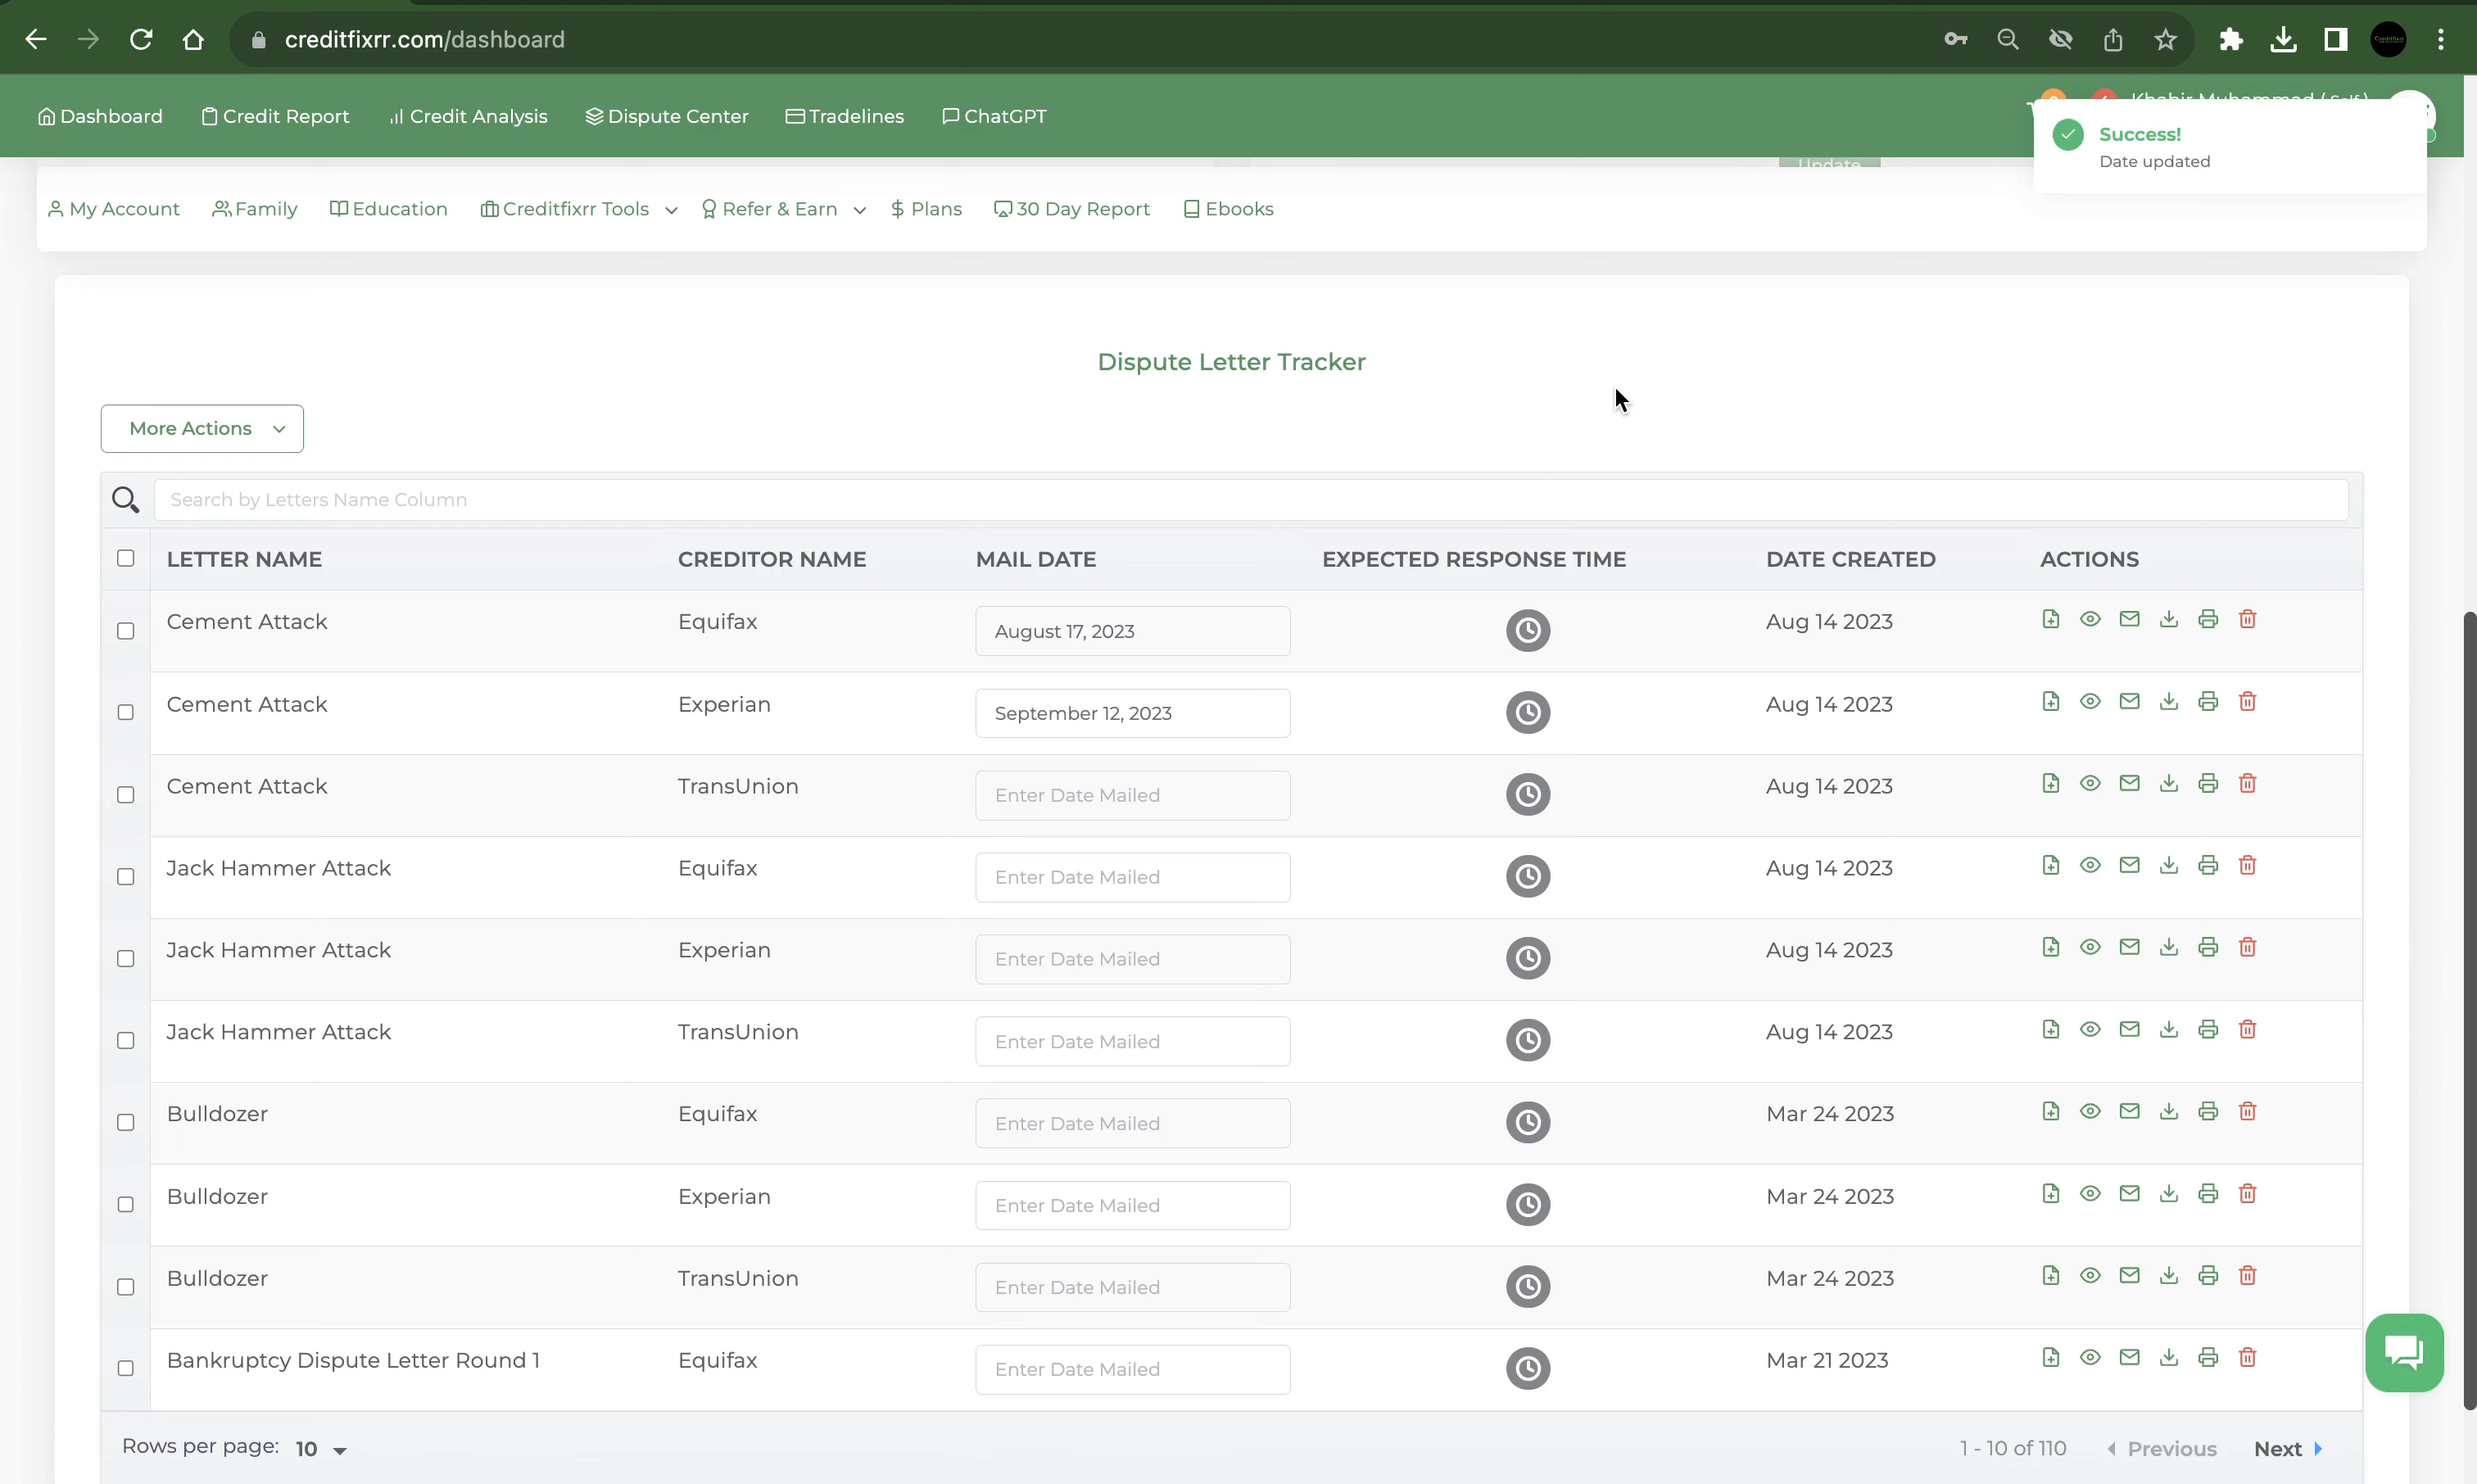 creditfixrr.com/dashboard
Dashboard Credit Report Credit Analysis Dispute Center Tradelines ChatGPT
Khabir Muhammad ( Self )
Success!
Date updated
Update
My Account Family Education Creditfixrr Tools Refer & Earn Plans 30 Day Report Ebooks
Dispute Letter Tracker
More Actions
Search by Letters Name Column
LETTER NAME CREDITOR NAME MAIL DATE EXPECTED RESPONSE TIME DATE CREATED ACTIONS
Cement Attack Equifax August 17, 2023 Aug 14 2023
Cement Attack Experian September 12, 2023 Aug 14 2023
Cement Attack TransUnion Enter Date Mailed Aug 14 2023
Jack Hammer Attack Equifax Enter Date Mailed Aug 14 2023
Jack Hammer Attack Experian Enter Date Mailed Aug 14 2023
Jack Hammer Attack TransUnion Enter Date Mailed Aug 14 2023
Bulldozer Equifax Enter Date Mailed Mar 24 2023
Bulldozer Experian Enter Date Mailed Mar 24 2023
Bulldozer TransUnion Enter Date Mailed Mar 24 2023
Bankruptcy Dispute Letter Round 1 Equifax Enter Date Mailed Mar 21 2023
Rows per page: 10 1 - 10 of 110 Previous Next